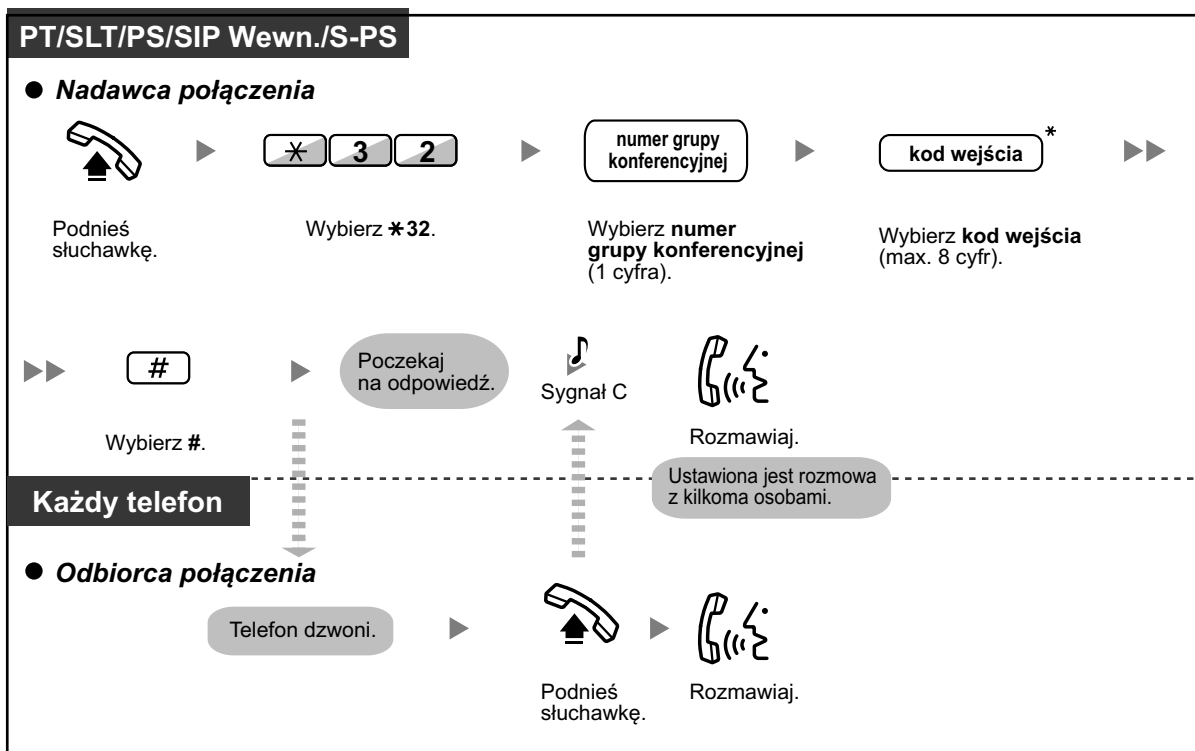 PT/SLT/PS/SIP Wewn./S-PS
● Nadawca połączenia
✳ 3 2
numer grupy
konferencyjnej
kod wejścia*
Podnieś
słuchawkę.
Wybierz ✳32.
Wybierz numer
grupy konferencyjnej
(1 cyfra).
Wybierz kod wejścia
(max. 8 cyfr).
#
Wybierz #.
Poczekaj
na odpowiedź.
Sygnał C
Rozmawiaj.
Ustawiona jest rozmowa
z kilkoma osobami.
Każdy telefon
● Odbiorca połączenia
Telefon dzwoni.
Podnieś
słuchawkę.
Rozmawiaj.